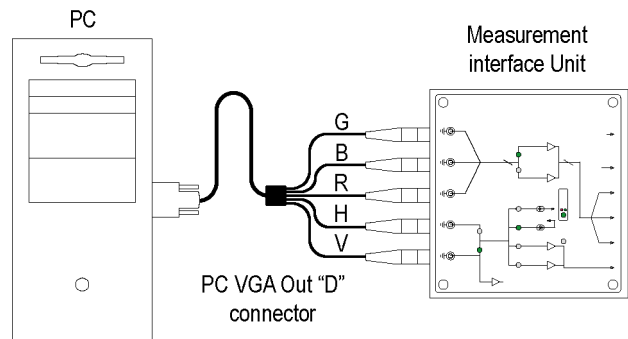 PC
Measurement
interface Unit
G
B
R
H
V
PC VGA Out “D”
connector